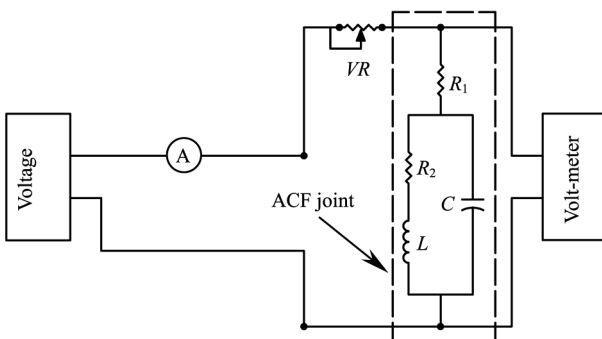 VR
R₁
Voltage
A
R₂
Volt-meter
C
ACF joint
L